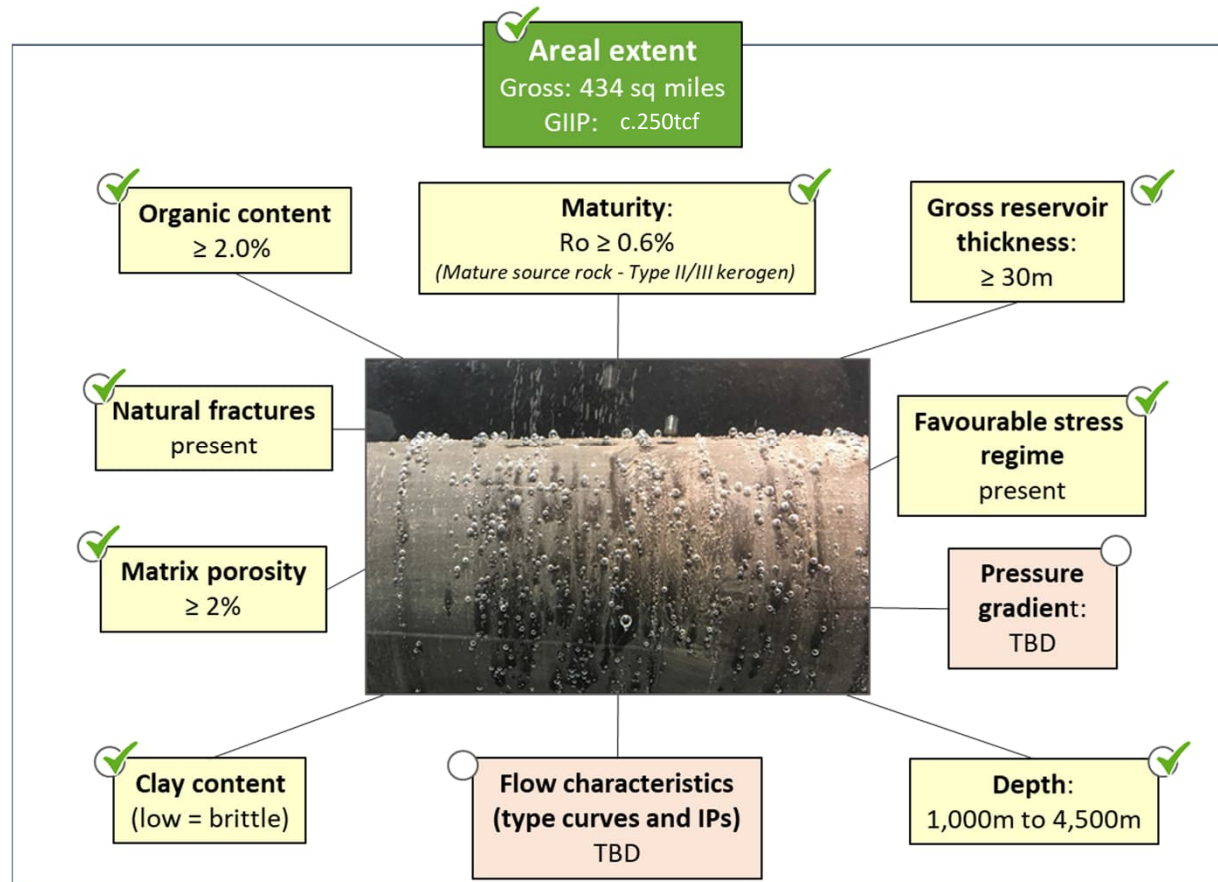 Areal extent
Gross: 434 sq miles
GIIP: c.250tcf
Organic content
≥ 2.0%
Maturity:
Ro ≥ 0.6%
(Mature source rock - Type II/III kerogen)
Gross reservoir
thickness:
≥ 30m
Natural fractures
present
Favourable stress
regime
present
Matrix porosity
≥ 2%
Pressure
gradient:
TBD
Clay content
(low = brittle)
Flow characteristics
(type curves and IPs)
TBD
Depth:
1,000m to 4,500m